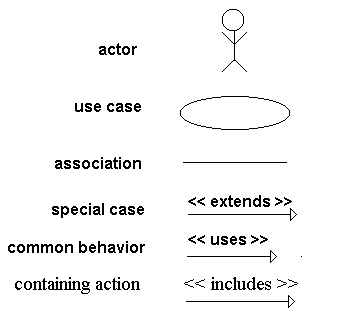 actor
use case
association
special case << extends >>
common behavior << uses >>
containing action << includes >>